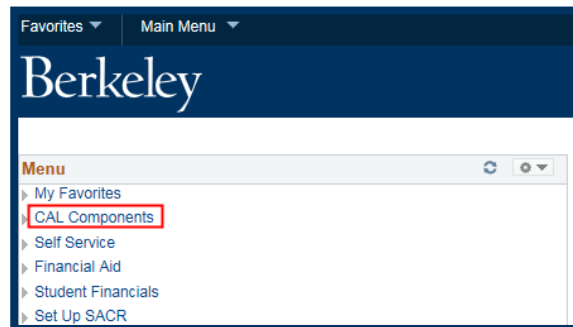 Favorites Main Menu
Berkeley
Menu
My Favorites
CAL Components
Self Service
Financial Aid
Student Financials
Set Up SACR